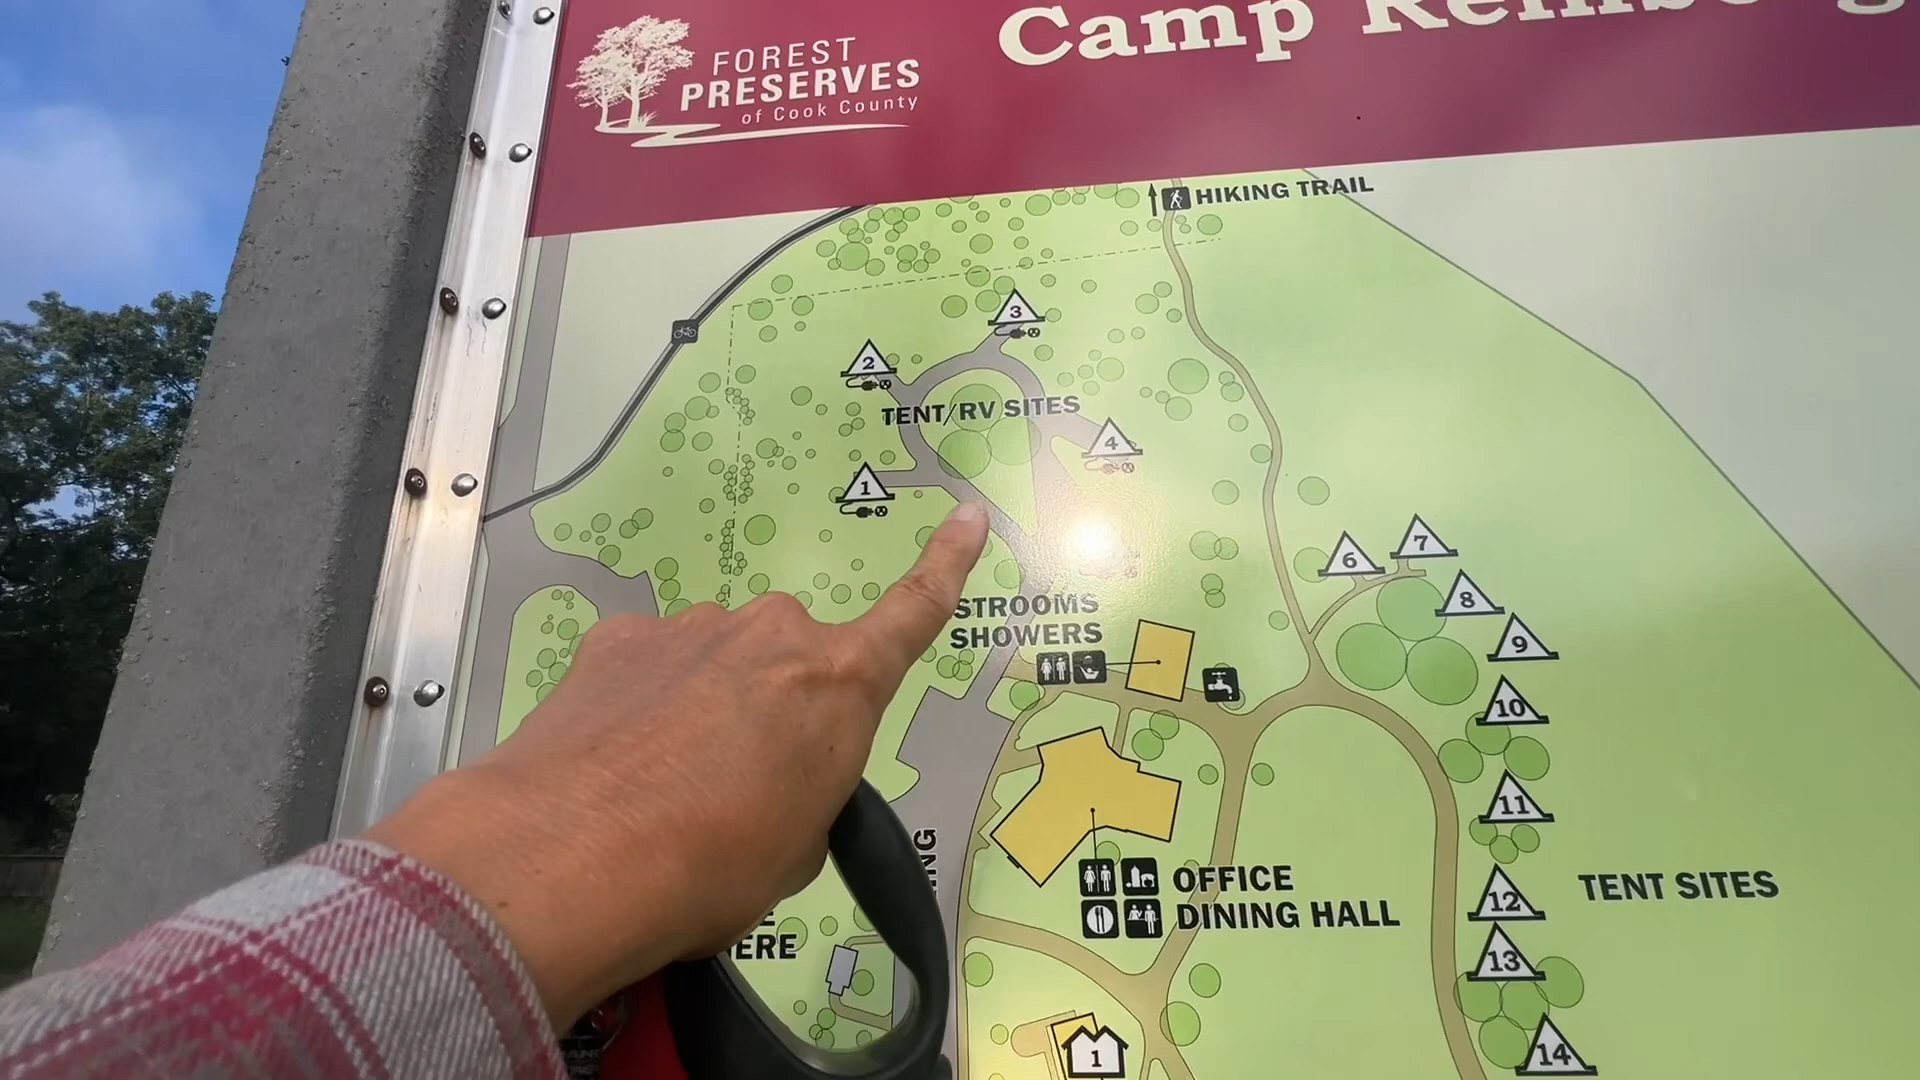 FOREST
PRESERVES
of Cook County
Camp
HIKING TRAIL
3
2
TENT/RV SITES
4
1
7
6
8
STROOMS
SHOWERS
9
10
11
OFFICE
TENT SITES
12
DINING HALL
13
ERE
1
14